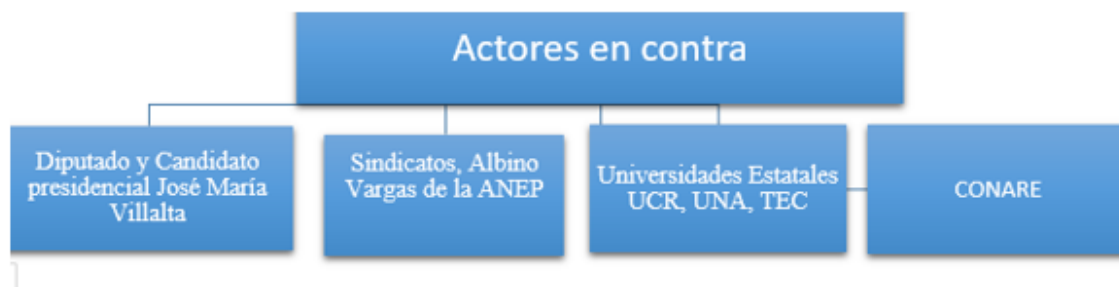 Actores en contra
Diputado y Candidato
presidencial José María
Villalta
Sindicatos, Albino
Vargas de la ANEP
Universidades Estatales
UCR, UNA, TEC
CONARE